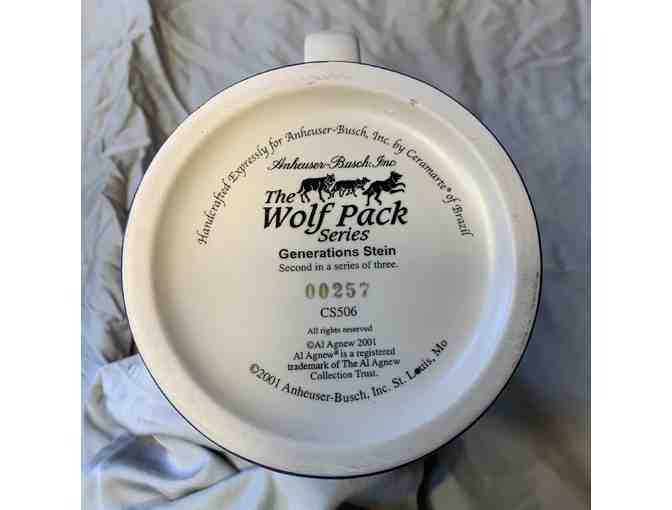 Handcrafted Expressly for Anheuser-Busch, Inc. by Ceramarte® of Brazil
Anheuser-Busch, Inc
The
Wolf Pack
Series
Generations Stein
Second in a series of three.
00257
CS506
All rights reserved
©Al Agnew 2001
Al Agnew® is a registered
trademark of The Al Agnew
Collection Trust.
©2001 Anheuser-Busch, Inc. St. Louis, Mo